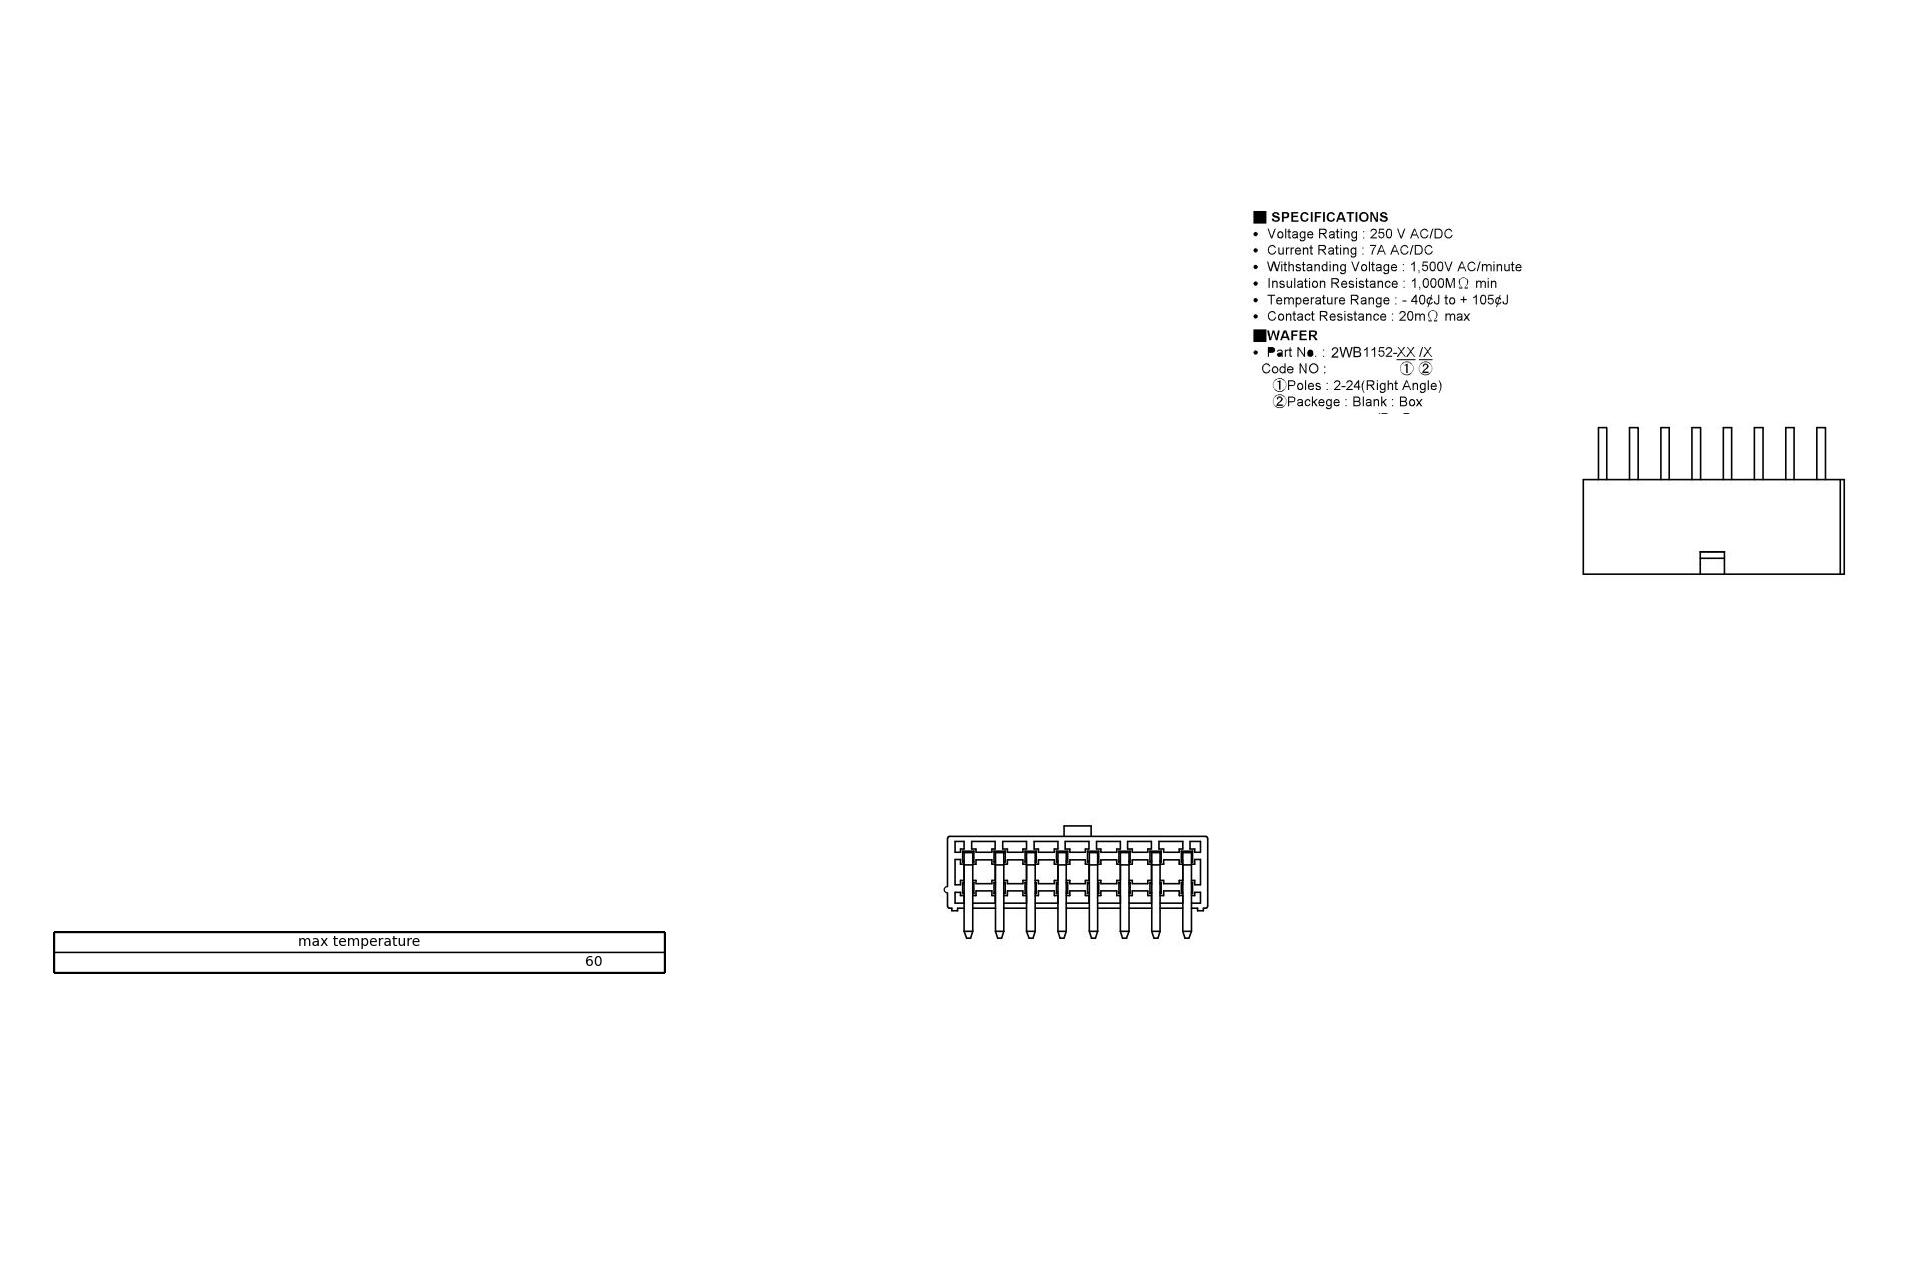 ■ SPECIFICATIONS
• Voltage Rating : 250 V AC/DC
• Current Rating : 7A AC/DC
• Withstanding Voltage : 1,500V AC/minute
• Insulation Resistance : 1,000MΩ min
• Temperature Range : - 40¢J to + 105¢J
• Contact Resistance : 20mΩ max
■WAFER
• Part No. : 2WB1152-XX /X
Code NO : ① ②
①Poles : 2-24(Right Angle)
②Packege : Blank : Box
max temperature
60